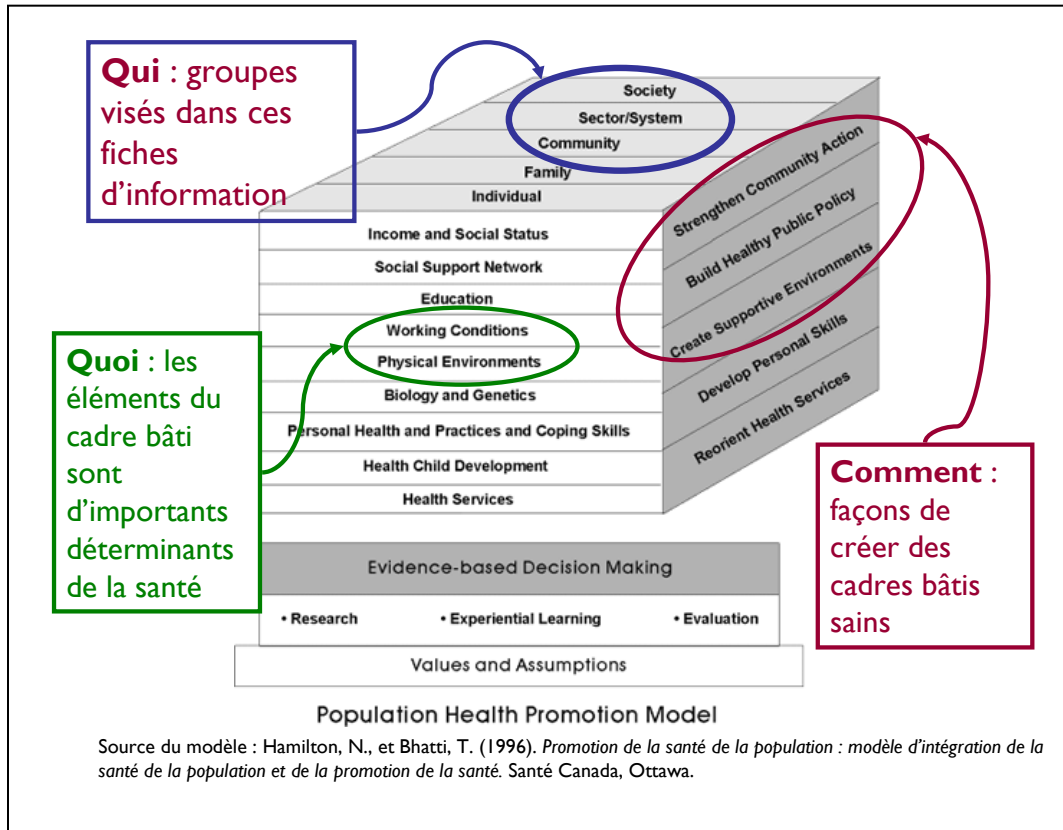 Qui : groupes
visés dans ces
fiches
d'information
Society
Sector/System
Community
Family
Individual
Income and Social Status
Social Support Network
Education
Working Conditions
Physical Environments
Biology and Genetics
Personal Health and Practices and Coping Skills
Health Child Development
Health Services
Strengthen Community Action
Build Healthy Public Policy
Create Supportive Environments
Develop Personal Skills
Reorient Health Services
Quoi : les
éléments du
cadre bâti
sont
d'importants
déterminants
de la santé
Comment :
façons de
créer des
cadres bâtis
sains
Evidence-based Decision Making
• Research • Experiential Learning • Evaluation
Values and Assumptions
Population Health Promotion Model
Source du modèle : Hamilton, N., et Bhatti, T. (1996). Promotion de la santé de la population : modèle d'intégration de la
santé de la population et de la promotion de la santé. Santé Canada, Ottawa.